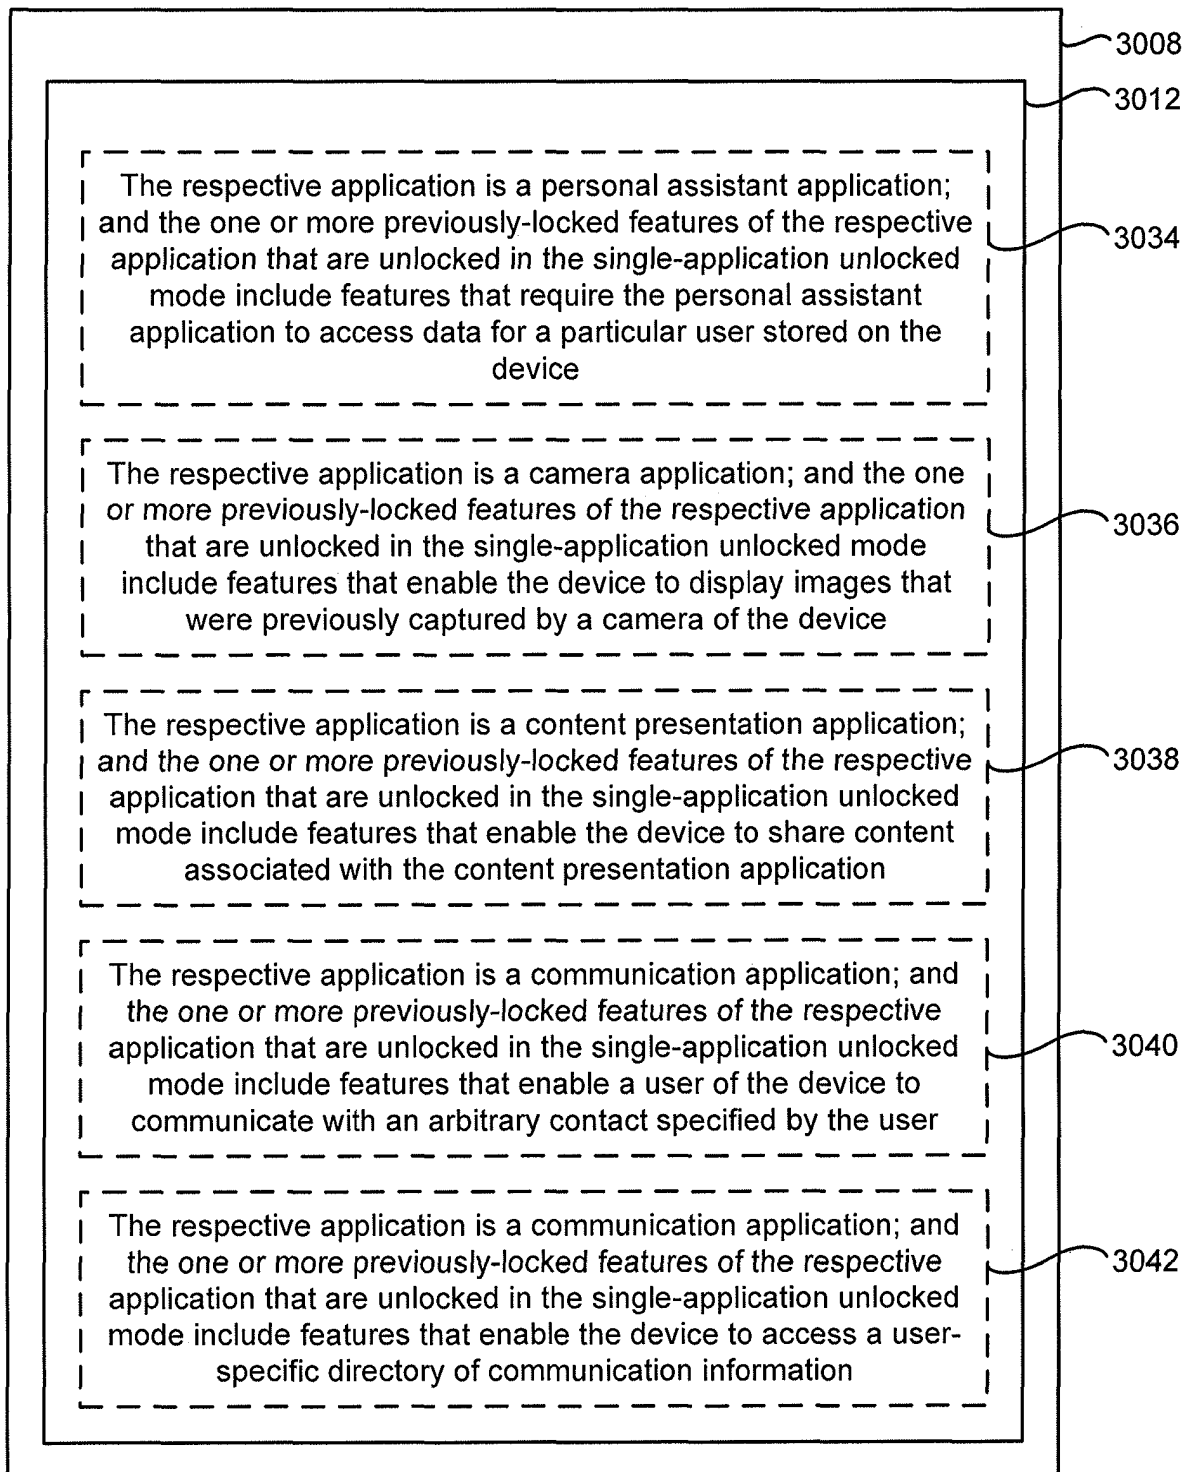 3008
3012
The respective application is a personal assistant application;
and the one or more previously-locked features of the respective
application that are unlocked in the single-application unlocked
mode include features that require the personal assistant
application to access data for a particular user stored on the
device
3034
The respective application is a camera application; and the one
or more previously-locked features of the respective application
that are unlocked in the single-application unlocked mode
include features that enable the device to display images that
were previously captured by a camera of the device
3036
The respective application is a content presentation application;
and the one or more previously-locked features of the respective
application that are unlocked in the single-application unlocked
mode include features that enable the device to share content
associated with the content presentation application
3038
The respective application is a communication application; and
the one or more previously-locked features of the respective
application that are unlocked in the single-application unlocked
mode include features that enable a user of the device to
communicate with an arbitrary contact specified by the user
3040
The respective application is a communication application; and
the one or more previously-locked features of the respective
application that are unlocked in the single-application unlocked
mode include features that enable the device to access a user-
specific directory of communication information
3042